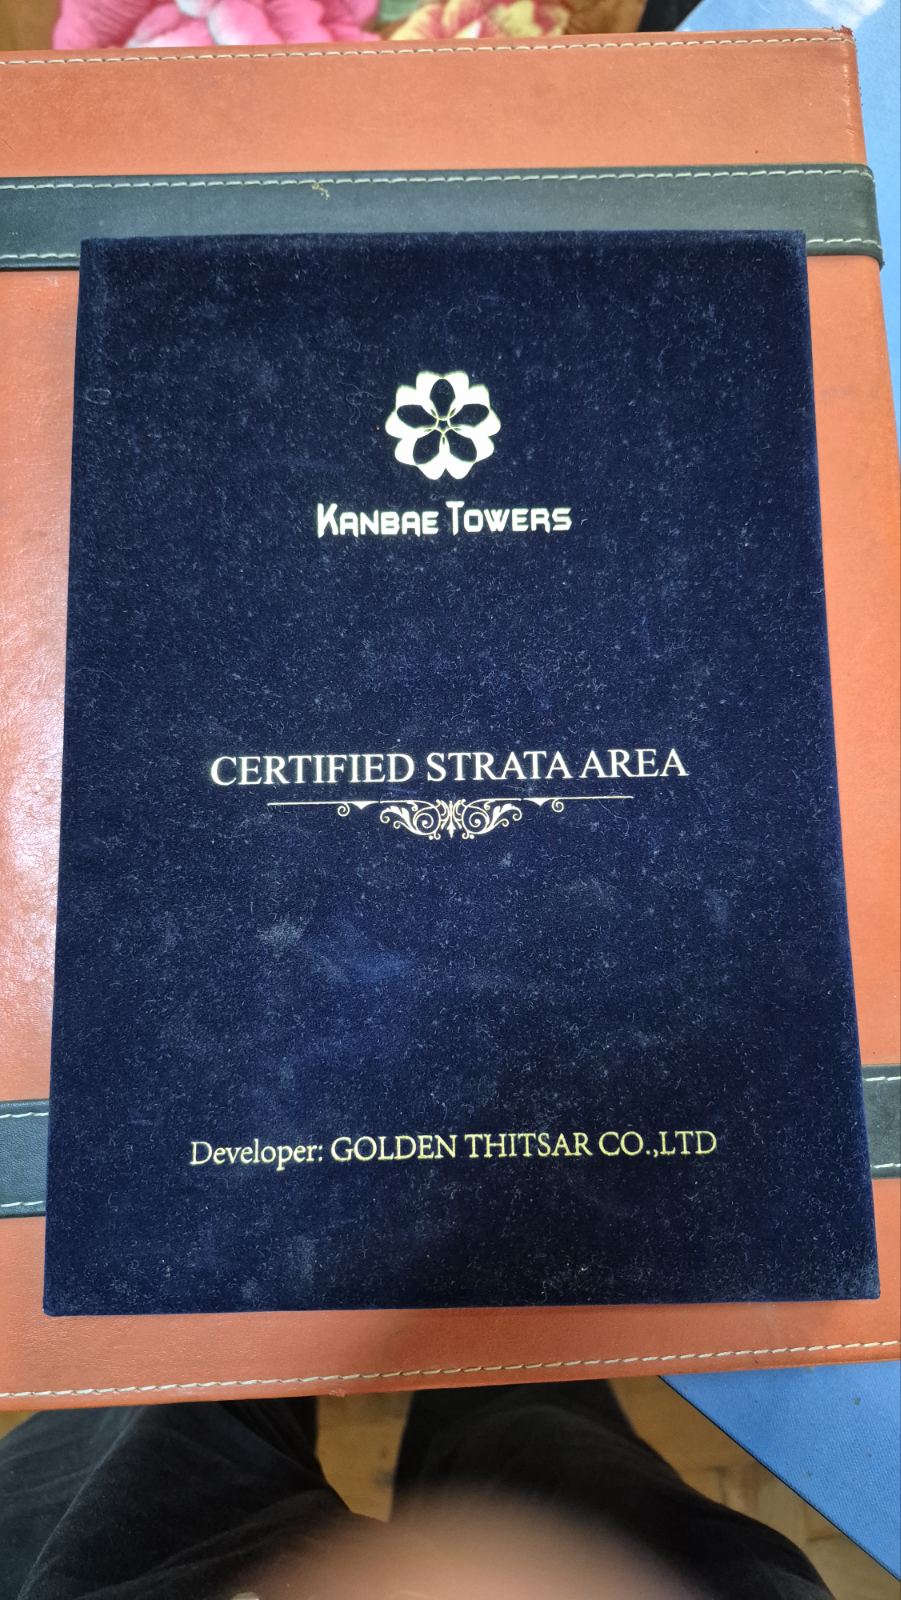 KANBAE TOWERS
CERTIFIED STRATA AREA
Developer: GOLDEN THITSAR CO.,LTD